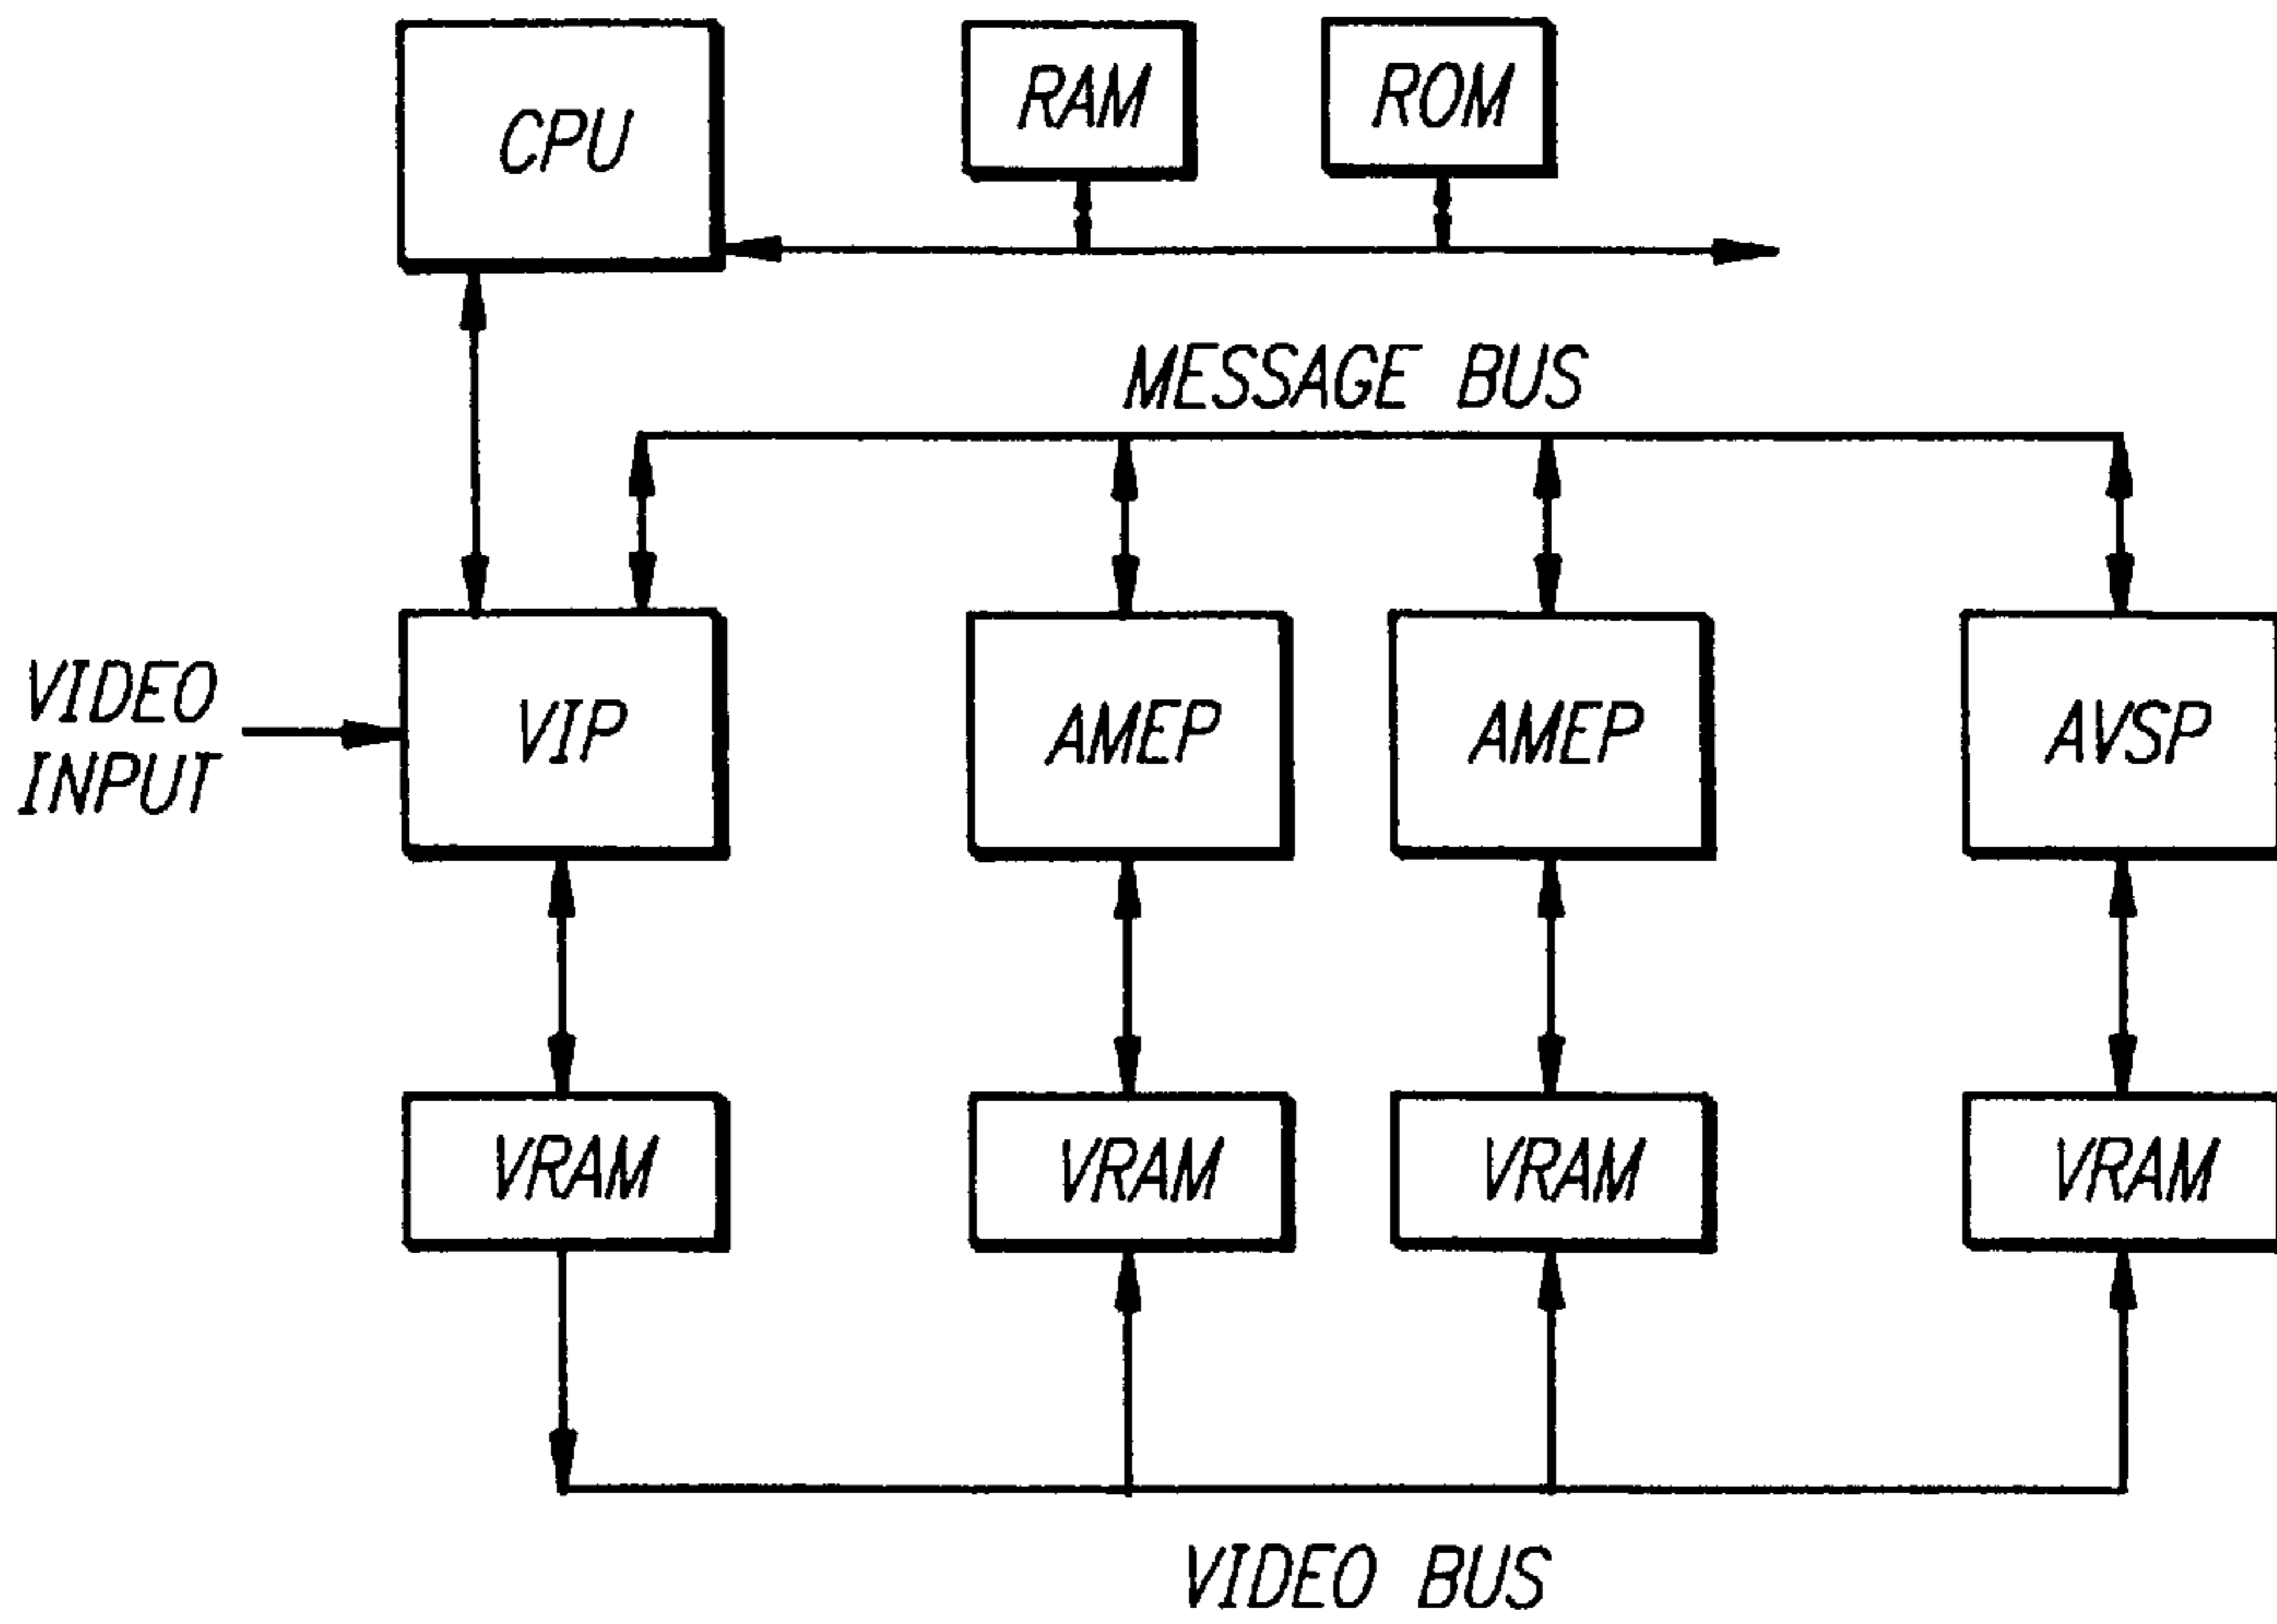 CPU
RAM
ROM
MESSAGE BUS
VIDEO
INPUT
VIP
AMEP
AMEP
AVSP
VRAM
VRAM
VRAM
VRAM
VIDEO BUS